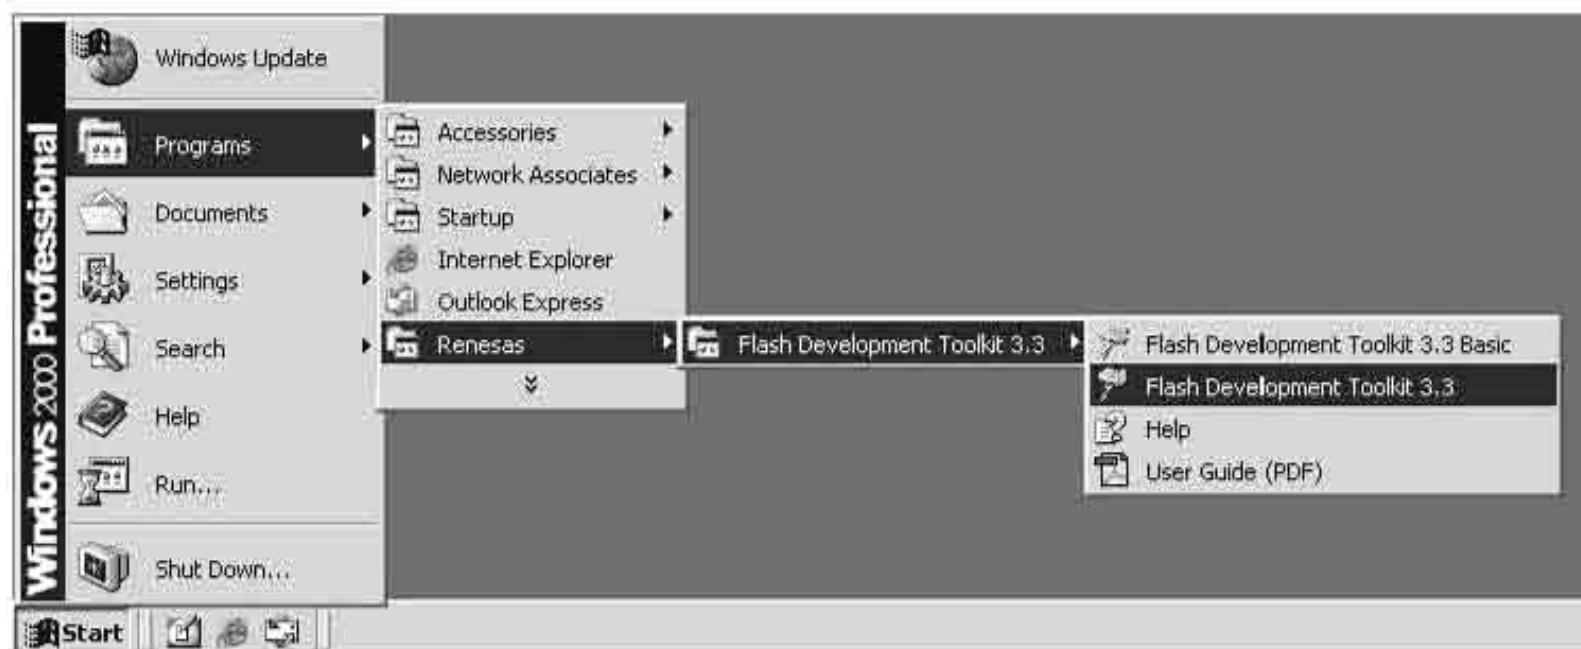 Windows 2000 Professional
Windows Update
Programs
Documents
Settings
Search
Help
Run...
Shut Down...
Accessories
Network Associates
Startup
Internet Explorer
Outlook Express
Renesas
Flash Development Toolkit 3.3
Flash Development Toolkit 3.3 Basic
Flash Development Toolkit 3.3
Help
User Guide (PDF)
Start